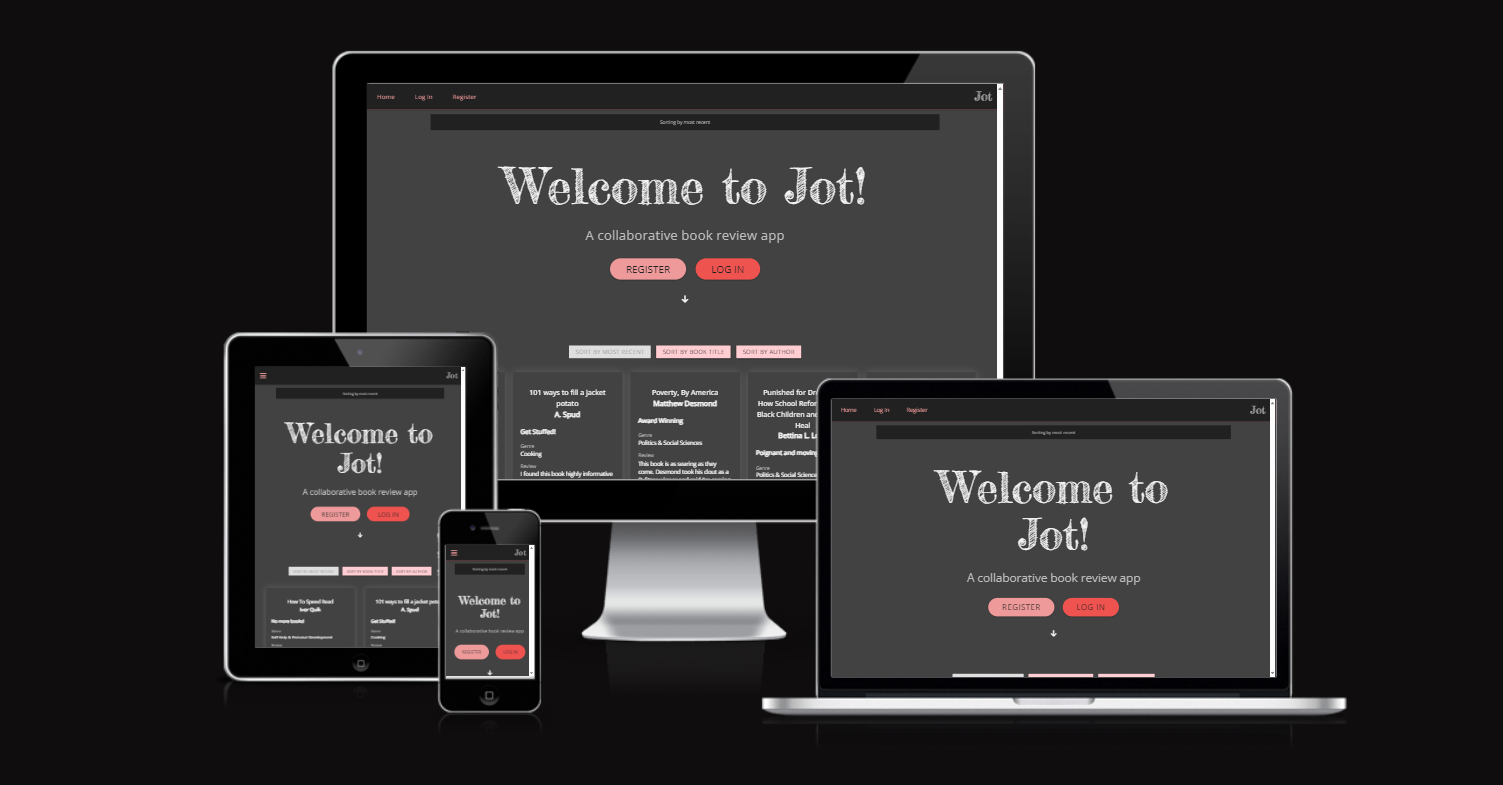 Home Log In Register Jot
Sorting by most recent
Welcome to Jot!
A collaborative book review app
REGISTER LOG IN
SORT BY MOST RECENT SORT BY BOOK TITLE SORT BY AUTHOR
101 ways to fill a jacket
potato
A. Spud
Get Stuffed!
Genre
Cooking
Review
I found this book highly informative
Poverty, By America
Matthew Desmond
Award Winning
Genre
Politics & Social Sciences
Review
This book is as searing as they
come. Desmond took his clout as a
Punished for Dr
How School Refor
Black Children and
Heal
Bettina L. L
Poignant and moving
Genre
Politics & Social Science
Jot
Sorting by most recent
Welcome to
Jot!
A collaborative book review app
REGISTER LOG IN
SORT BY MOST RECENT SORT BY BOOK TITLE SORT BY AUTHOR
How To Speed Read
Ivor Quik
No more books!
Genre
Self Help & Personal Development
Review
101 ways to fill a jacket pot
A. Spud
Get Stuffed!
Genre
Cooking
Review
Jot
Sorting by most recent
Welcome to
Jot!
A collaborative book review app
REGISTER LOG IN
Home Log In Register Jot
Sorting by most recent
Welcome to
Jot!
A collaborative book review app
REGISTER LOG IN